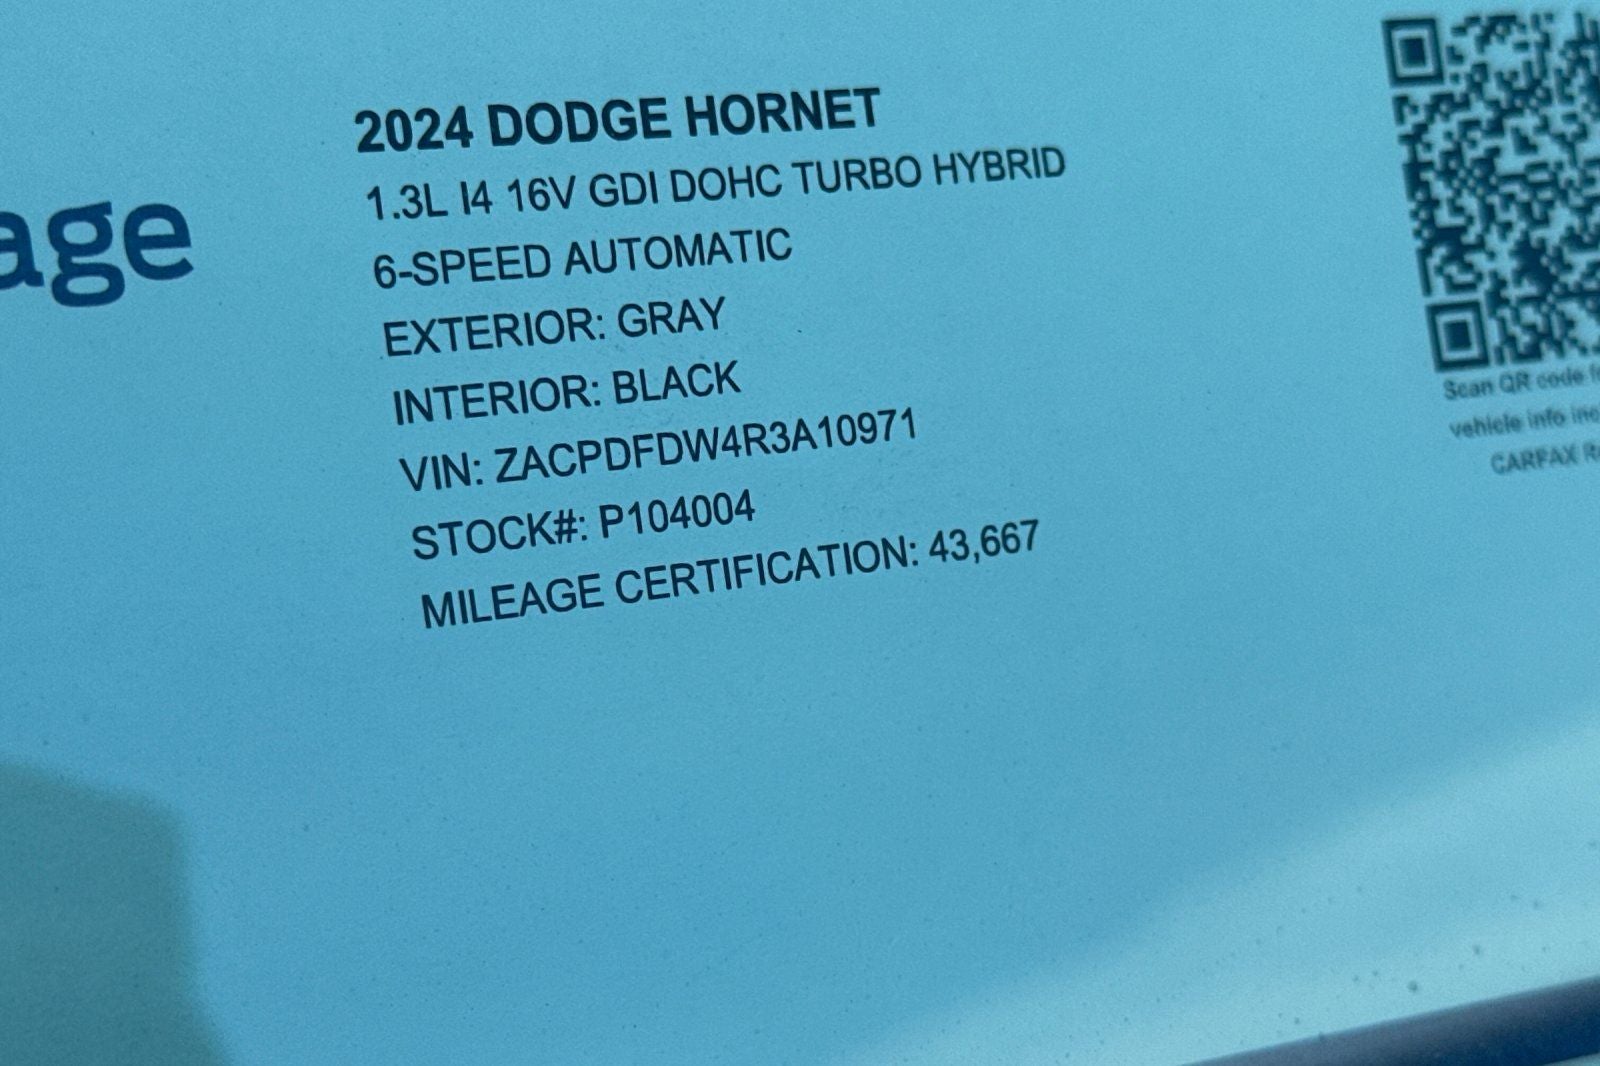 age
2024 DODGE HORNET
1.3L I4 16V GDI DOHC TURBO HYBRID
6-SPEED AUTOMATIC
EXTERIOR: GRAY
INTERIOR: BLACK
VIN: ZACPDFDW4R3A10971
STOCK#: P104004
MILEAGE CERTIFICATION: 43,667
Scan QR code
vehicle info
CARFAX